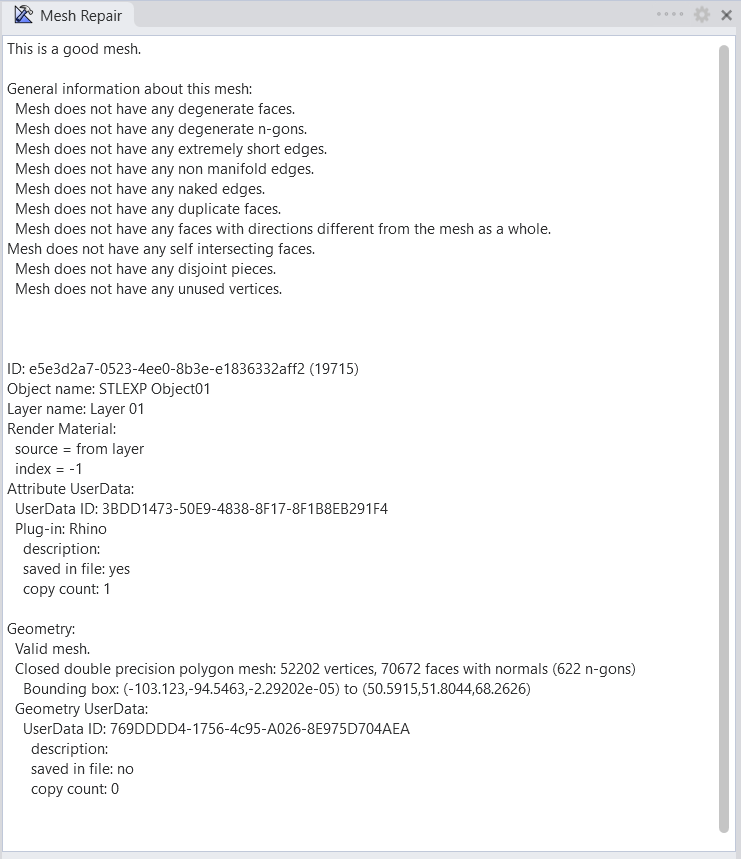 Mesh Repair
This is a good mesh.
General information about this mesh:
Mesh does not have any degenerate faces.
Mesh does not have any degenerate n-gons.
Mesh does not have any extremely short edges.
Mesh does not have any non manifold edges.
Mesh does not have any naked edges.
Mesh does not have any duplicate faces.
Mesh does not have any faces with directions different from the mesh as a whole.
Mesh does not have any self intersecting faces.
Mesh does not have any disjoint pieces.
Mesh does not have any unused vertices.
ID: e5e3d2a7-0523-4ee0-8b3e-e1836332aff2 (19715)
Object name: STLEXP Object01
Layer name: Layer 01
Render Material:
source = from layer
index = -1
Attribute UserData:
UserData ID: 3BDD1473-50E9-4838-8F17-8F1B8EB291F4
Plug-in: Rhino
description:
saved in file: yes
copy count: 1
Geometry:
Valid mesh.
Closed double precision polygon mesh: 52202 vertices, 70672 faces with normals (622 n-gons)
Bounding box: (-103.123,-94.5463,-2.29202e-05) to (50.5915,51.8044,68.2626)
Geometry UserData:
UserData ID: 769DDDD4-1756-4c95-A026-8E975D704AEA
description:
saved in file: no
copy count: 0